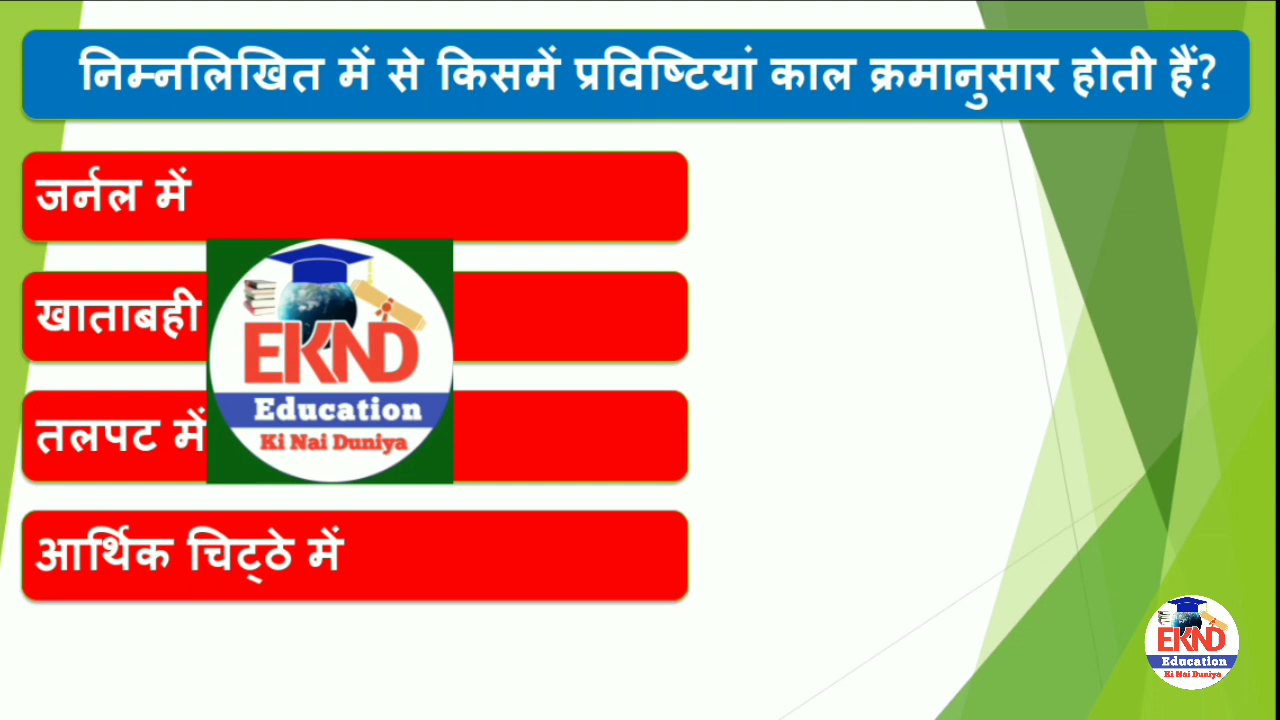 निम्नलिखित में से किसमें प्रविष्टियां काल क्रमानुसार होती हैं?
जर्नल में
खाताबही
तलपट में
आर्थिक चिट्ठे में
EKND
Education
Ki Nai Duniya
EKND
Education
Ki Nai Duniya